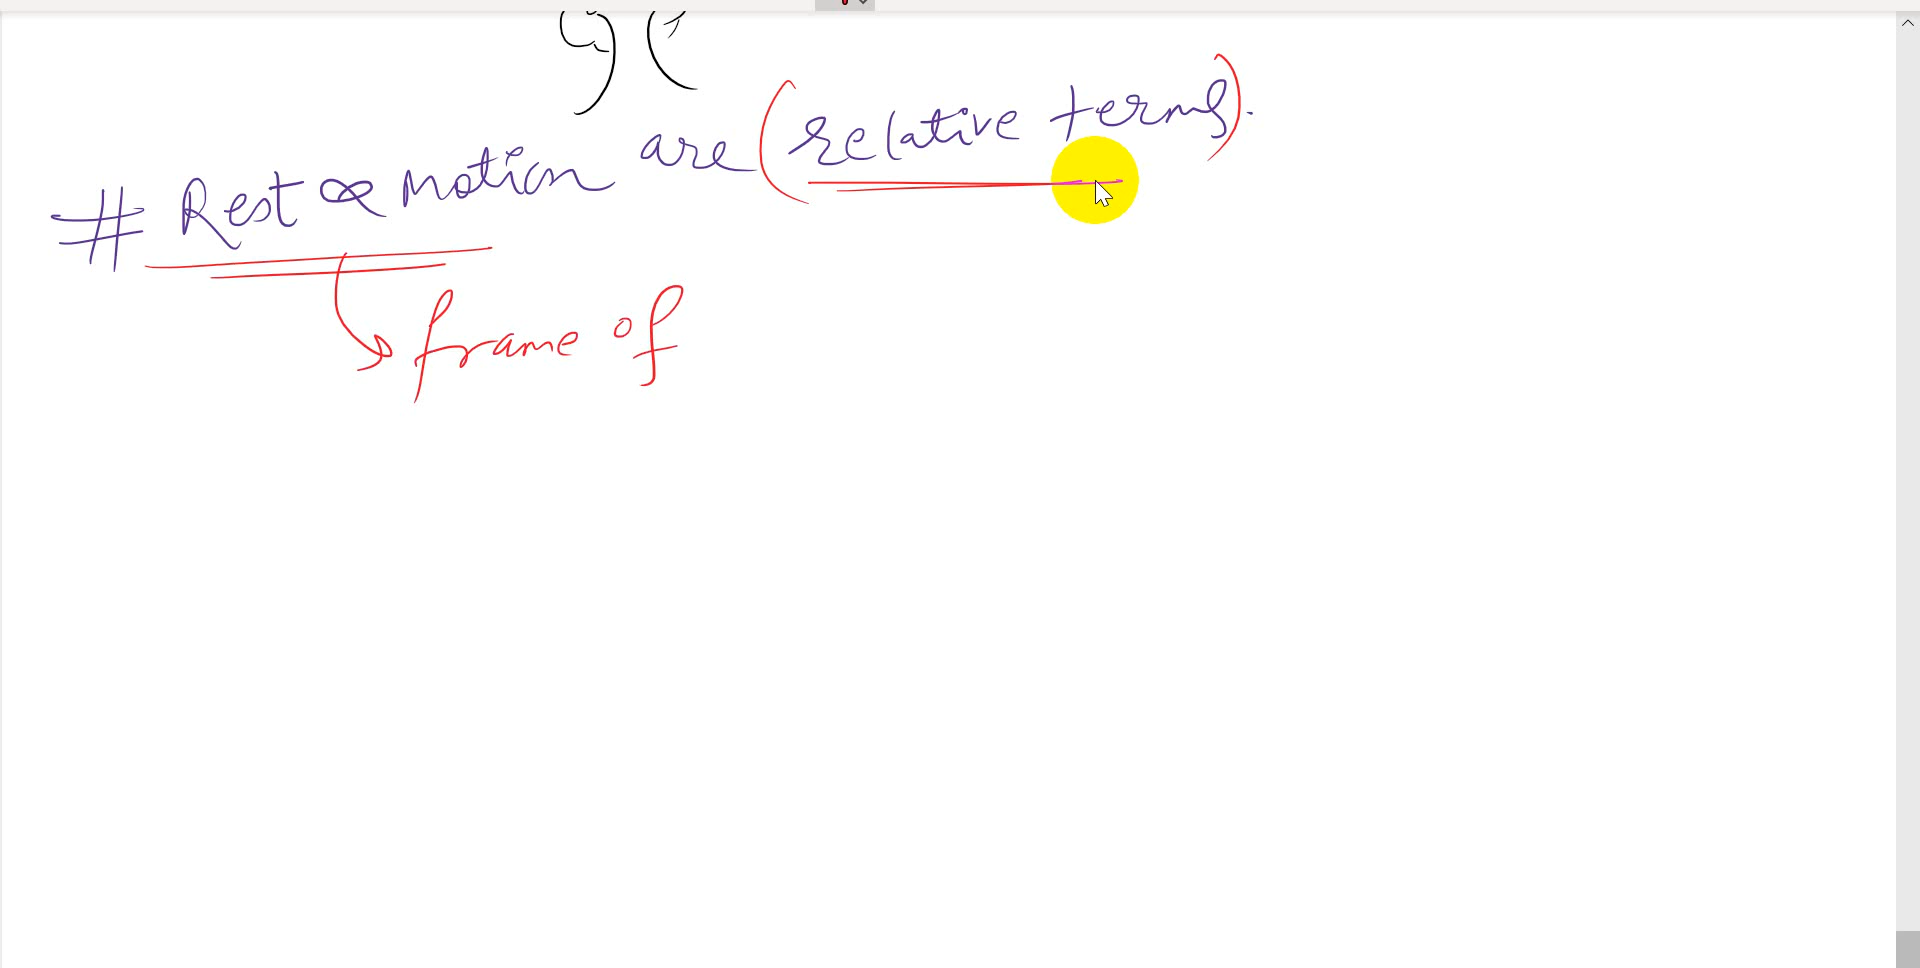 # Rest & motion are (relative terms).
frame of